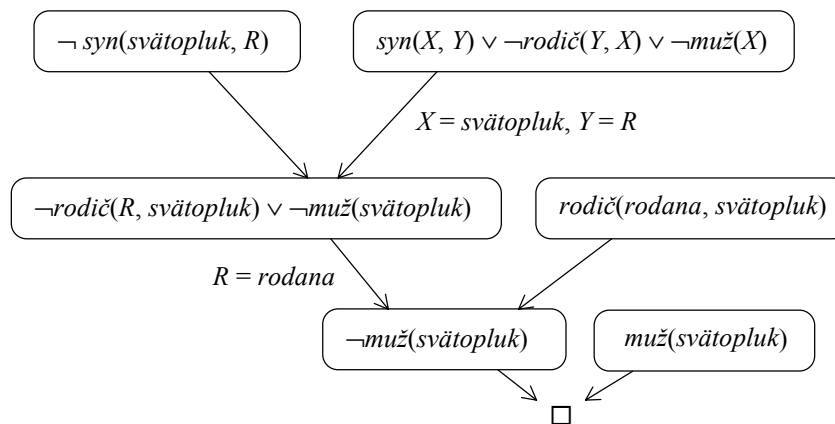 ¬ syn(svätopluk, R)
syn(X, Y) ∨ ¬rodič(Y, X) ∨ ¬muž(X)
X = svätopluk, Y = R
¬rodič(R, svätopluk) ∨ ¬muž(svätopluk)
rodič(rodana, svätopluk)
R = rodana
¬muž(svätopluk)
muž(svätopluk)
□